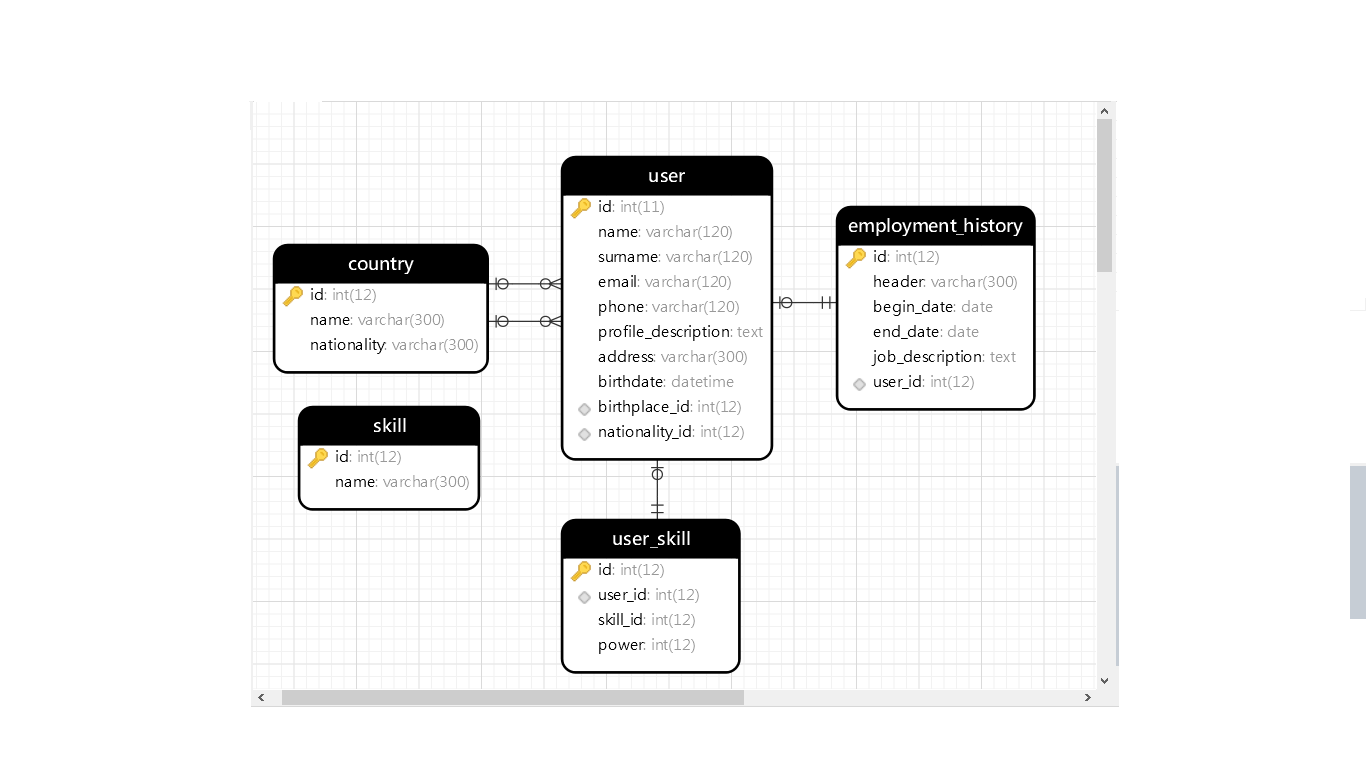 country
id: int(12)
name: varchar(300)
nationality: varchar(300)
skill
id: int(12)
name: varchar(300)
user
id: int(11)
name: varchar(120)
surname: varchar(120)
email: varchar(120)
phone: varchar(120)
profile_description: text
address: varchar(300)
birthdate: datetime
birthplace_id: int(12)
nationality_id: int(12)
user_skill
id: int(12)
user_id: int(12)
skill_id: int(12)
power: int(12)
employment_history
id: int(12)
header: varchar(300)
begin_date: date
end_date: date
job_description: text
user_id: int(12)